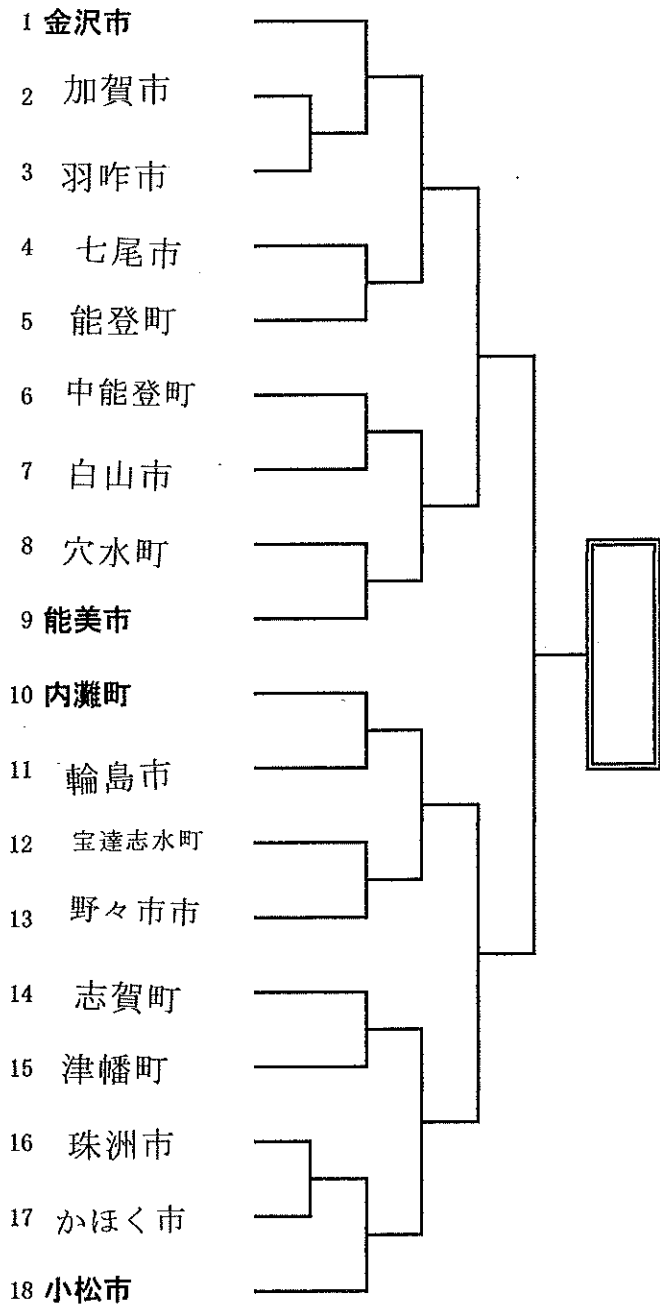 1 金沢市
2 加賀市
3 羽咋市
4 七尾市
5 能登町
6 中能登町
7 白山市
8 穴水町
9 能美市
10 内灘町
11 輪島市
12 宝達志水町
13 野々市市
14 志賀町
15 津幡町
16 珠洲市
17 かほく市
18 小松市